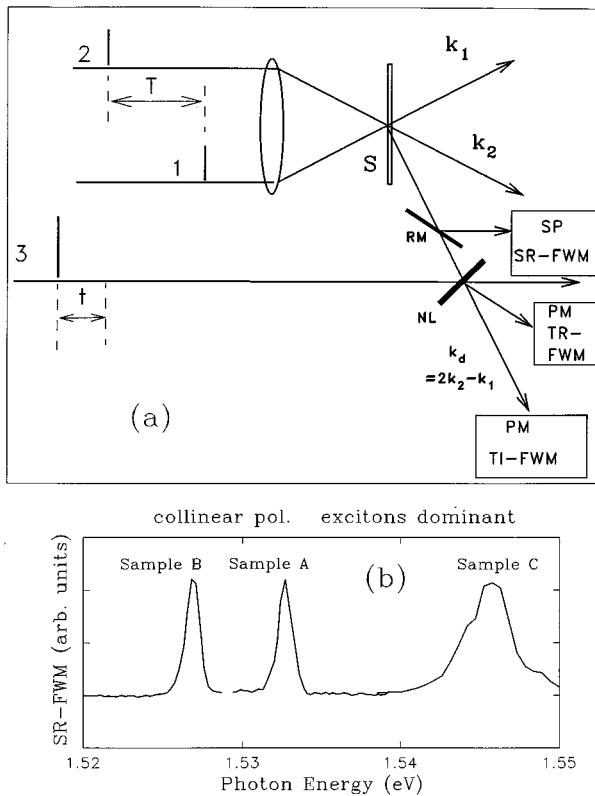 2
T
1
k₁
k₂
S
3
t
RM
SP
SR-FWM
NL
PM
TR-
FWM
k_d
=2k₂-k₁
PM
TI-FWM
(a)
collinear pol. excitons dominant
SR-FWM (arb. units)
Sample B
Sample A
(b)
Sample C
1.52
1.53
1.54
1.55
Photon Energy (eV)